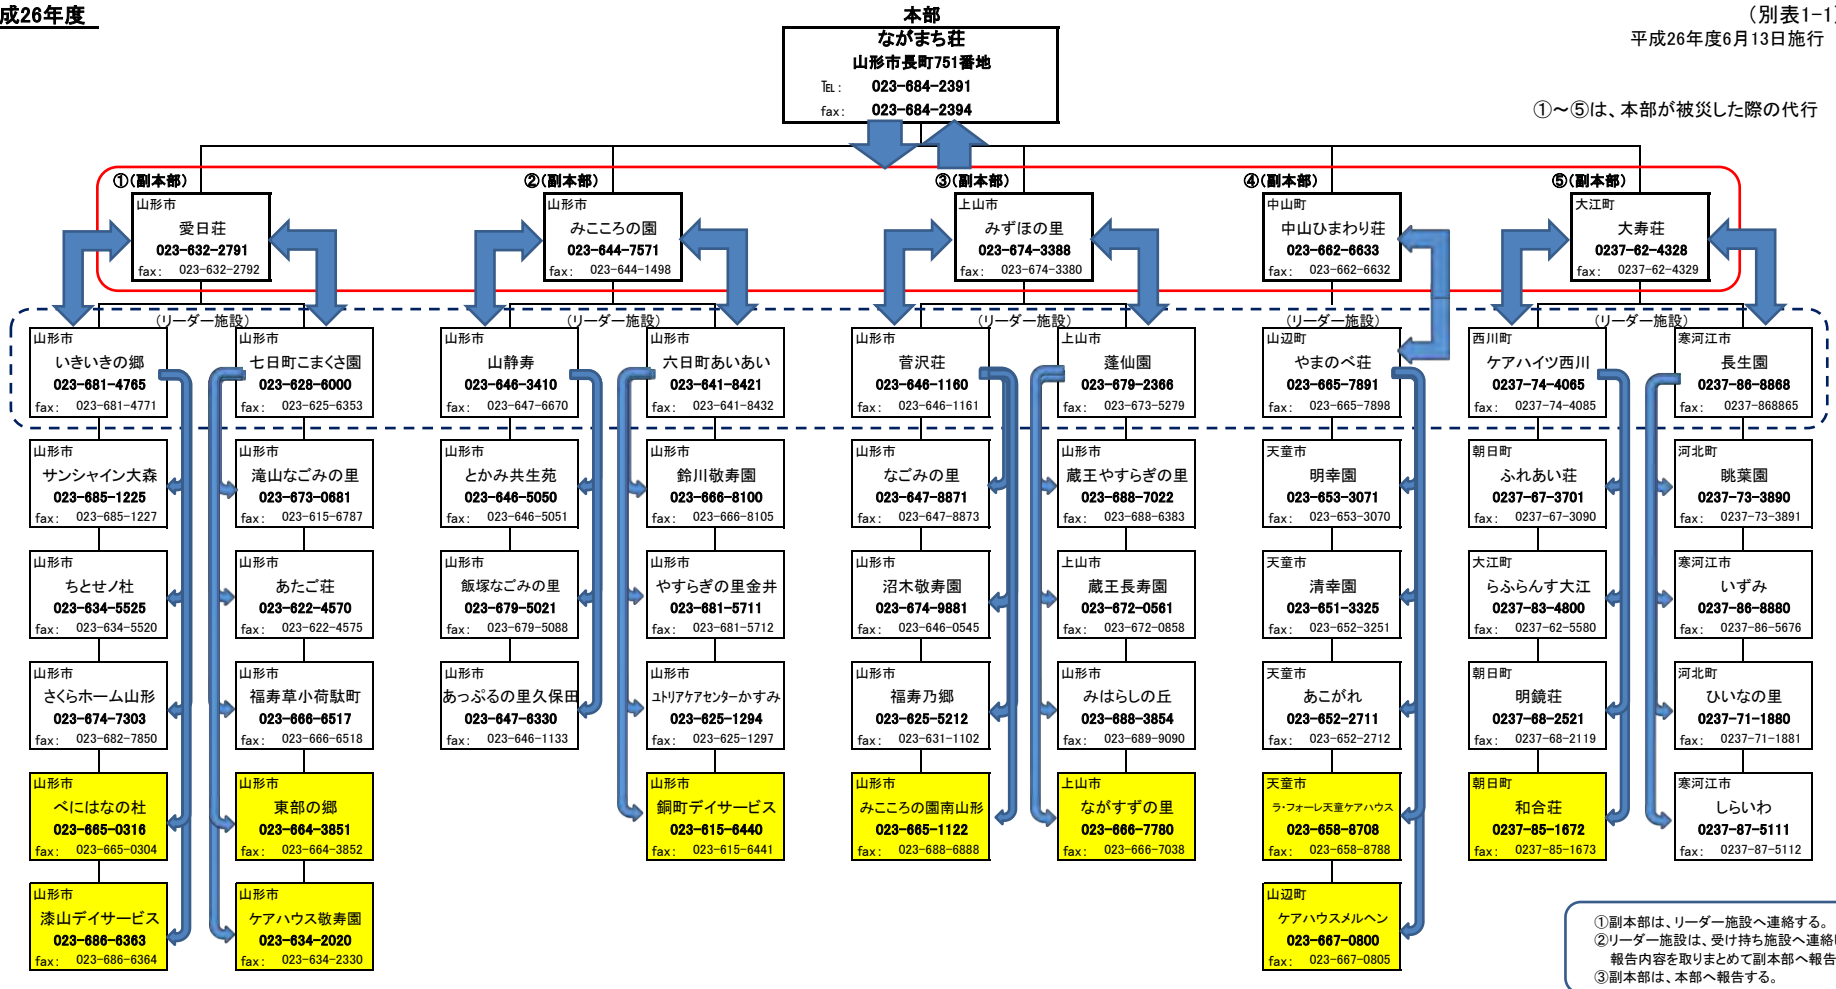 成26年度
本部
(別表1-1)
平成26年度6月13日施行
ながまち荘
山形市長町751番地
℡: 023-684-2391
fax: 023-684-2394
①～⑤は、本部が被災した際の代行
①(副本部)
山形市
愛日荘
023-632-2791
fax: 023-632-2792
②(副本部)
山形市
みこころの園
023-644-7571
fax: 023-644-1498
③(副本部)
上山市
みずほの里
023-674-3388
fax: 023-674-3380
④(副本部)
中山町
中山ひまわり荘
023-662-6633
fax: 023-662-6632
⑤(副本部)
大江町
大寿荘
0237-62-4328
fax: 0237-62-4329
(リーダー施設)
(リーダー施設)
(リーダー施設)
(リーダー施設)
(リーダー施設)
山形市
いきいきの郷
023-681-4765
fax: 023-681-4771
山形市
七日町こまくさ園
023-628-6000
fax: 023-625-6353
山形市
山静寿
023-646-3410
fax: 023-647-6670
山形市
六日町あいあい
023-641-8421
fax: 023-641-8432
山形市
菅沢荘
023-646-1160
fax: 023-646-1161
上山市
蓬仙園
023-679-2366
fax: 023-673-5279
山辺町
やまのべ荘
023-665-7891
fax: 023-665-7898
西川町
ケアハイツ西川
0237-74-4065
fax: 0237-74-4085
寒河江市
長生園
0237-86-8868
fax: 0237-868865
山形市
サンシャイン大森
023-685-1225
fax: 023-685-1227
山形市
滝山なごみの里
023-673-0681
fax: 023-615-6787
山形市
とかみ共生苑
023-646-5050
fax: 023-646-5051
山形市
鈴川敬寿園
023-666-8100
fax: 023-666-8105
山形市
なごみの里
023-647-8871
fax: 023-647-8873
山形市
蔵王やすらぎの里
023-688-7022
fax: 023-688-6383
天童市
明幸園
023-653-3071
fax: 023-653-3070
朝日町
ふれあい荘
0237-67-3701
fax: 0237-67-3090
河北町
眺葉園
0237-73-3890
fax: 0237-73-3891
山形市
ちとせノ杜
023-634-5525
fax: 023-634-5520
山形市
あたご荘
023-622-4570
fax: 023-622-4575
山形市
飯塚なごみの里
023-679-5021
fax: 023-679-5088
山形市
やすらぎの里金井
023-681-5711
fax: 023-681-5712
山形市
沼木敬寿園
023-674-9881
fax: 023-646-0545
上山市
蔵王長寿園
023-672-0561
fax: 023-672-0858
天童市
清幸園
023-651-3325
fax: 023-652-3251
大江町
らふらんす大江
0237-83-4800
fax: 0237-62-5580
寒河江市
いずみ
0237-86-8880
fax: 0237-86-5676
山形市
さくらホーム山形
023-674-7303
fax: 023-682-7850
山形市
福寿草小荷駄町
023-666-6517
fax: 023-666-6518
山形市
あっぷるの里久保田
023-647-6330
fax: 023-646-1133
山形市
ユトリアケアセンターかすみ
023-625-1294
fax: 023-625-1297
山形市
福寿乃郷
023-625-5212
fax: 023-631-1102
山形市
みはらしの丘
023-688-3854
fax: 023-689-9090
天童市
あこがれ
023-652-2711
fax: 023-652-2712
朝日町
明鏡荘
0237-68-2521
fax: 0237-68-2119
河北町
ひいなの里
0237-71-1880
fax: 0237-71-1881
山形市
べにはなの杜
023-665-0316
fax: 023-665-0304
山形市
東部の郷
023-664-3851
fax: 023-664-3852
山形市
銅町デイサービス
023-615-6440
fax: 023-615-6441
山形市
みこころの園南山形
023-665-1122
fax: 023-688-6888
上山市
ながすずの里
023-666-7780
fax: 023-666-7038
天童市
ラ・フォーレ天童ケアハウス
023-658-8708
fax: 023-658-8788
朝日町
和合荘
0237-85-1672
fax: 0237-85-1673
寒河江市
しらいわ
0237-87-5111
fax: 0237-87-5112
山形市
漆山デイサービス
023-686-6363
fax: 023-686-6364
山形市
ケアハウス敬寿園
023-634-2020
fax: 023-634-2330
山辺町
ケアハウスメルヘン
023-667-0800
fax: 023-667-0805
①副本部は、リーダー施設へ連絡する。
②リーダー施設は、受け持ち施設へ連絡
報告内容を取りまとめて副本部へ報告
③副本部は、本部へ報告する。